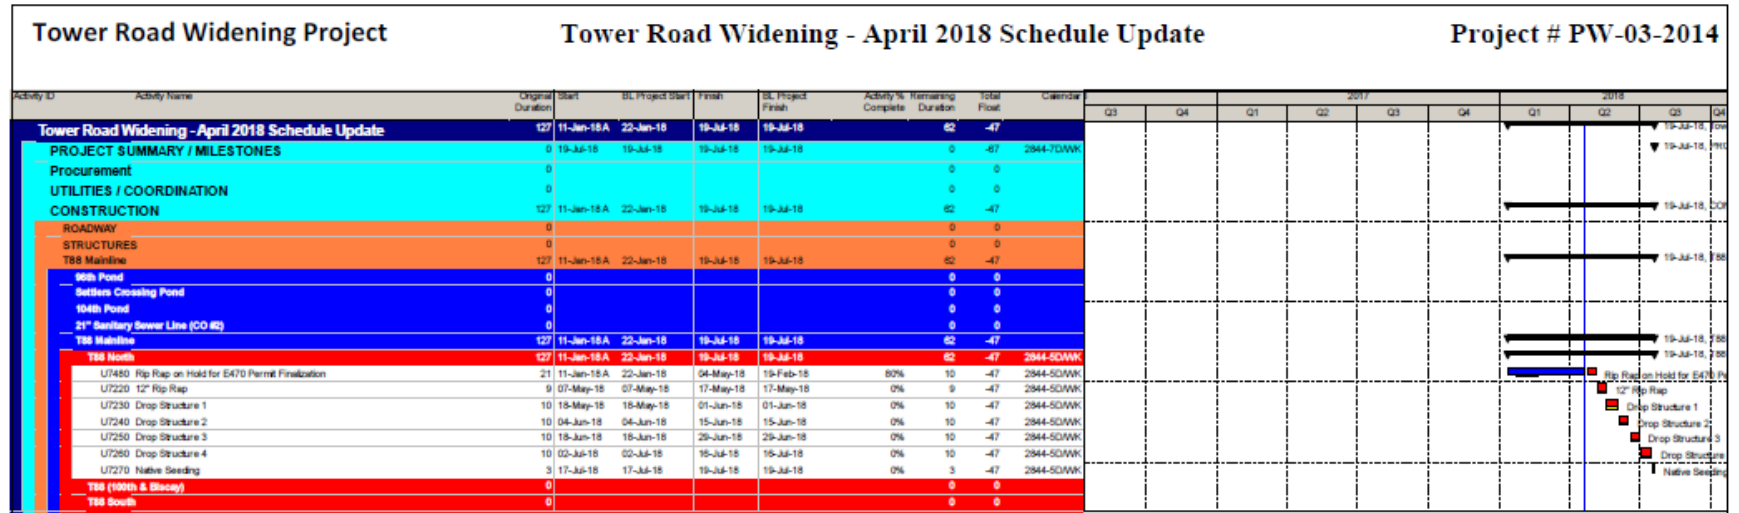 Tower Road Widening Project Tower Road Widening - April 2018 Schedule Update Project # PW-03-2014
Activity ID Activity Name Original Duration Start BL Project Start Finish BL Project Finish Activity % Complete Remaining Duration Total Float Calendar 2017 2018
Q3 Q4 Q1 Q2 Q3 Q4 Q1 Q2 Q3 Q4
Tower Road Widening - April 2018 Schedule Update 127 11-Jan-18 A 22-Jan-18 19-Jul-18 19-Jul-18 62 -47 19-Jul-18, Tow
PROJECT SUMMARY / MILESTONES 0 19-Jul-18 19-Jul-18 19-Jul-18 19-Jul-18 0 -67 2844-7D/WK 19-Jul-18, PRO
Procurement 0 0 0
UTILITIES / COORDINATION 0 0 0
CONSTRUCTION 127 11-Jan-18 A 22-Jan-18 19-Jul-18 19-Jul-18 62 -47 19-Jul-18, CON
ROADWAY 0 0 0
STRUCTURES 0 0 0
T88 Mainline 127 11-Jan-18 A 22-Jan-18 19-Jul-18 19-Jul-18 62 -47 19-Jul-18, T88
96th Pond 0 0 0
Settlers Crossing Pond 0 0 0
104th Pond 0 0 0
21" Sanitary Sewer Line (CO #2) 0 0 0
T88 Mainline 127 11-Jan-18 A 22-Jan-18 19-Jul-18 19-Jul-18 62 -47 19-Jul-18, T88
T88 North 127 11-Jan-18 A 22-Jan-18 19-Jul-18 19-Jul-18 62 -47 2844-5D/WK 19-Jul-18, T88
U7480 Rip Rap on Hold for E470 Permit Finalization 21 11-Jan-18 A 22-Jan-18 04-May-18 19-Feb-18 80% 10 -47 2844-5D/WK Rip Rap on Hold for E470 Pe
U7220 12" Rip Rap 9 07-May-18 07-May-18 17-May-18 17-May-18 0% 9 -47 2844-5D/WK 12" Rip Rap
U7230 Drop Structure 1 10 18-May-18 18-May-18 01-Jun-18 01-Jun-18 0% 10 -47 2844-5D/WK Drop Structure 1
U7240 Drop Structure 2 10 04-Jun-18 04-Jun-18 15-Jun-18 15-Jun-18 0% 10 -47 2844-5D/WK Drop Structure 2
U7250 Drop Structure 3 10 18-Jun-18 18-Jun-18 29-Jun-18 29-Jun-18 0% 10 -47 2844-5D/WK Drop Structure 3
U7260 Drop Structure 4 10 02-Jul-18 02-Jul-18 16-Jul-18 16-Jul-18 0% 10 -47 2844-5D/WK Drop Structure
U7270 Native Seeding 3 17-Jul-18 17-Jul-18 19-Jul-18 19-Jul-18 0% 3 -47 2844-5D/WK Native Seeding
T88 (100th & Biscay) 0 0 0
T88 South 0 0 0